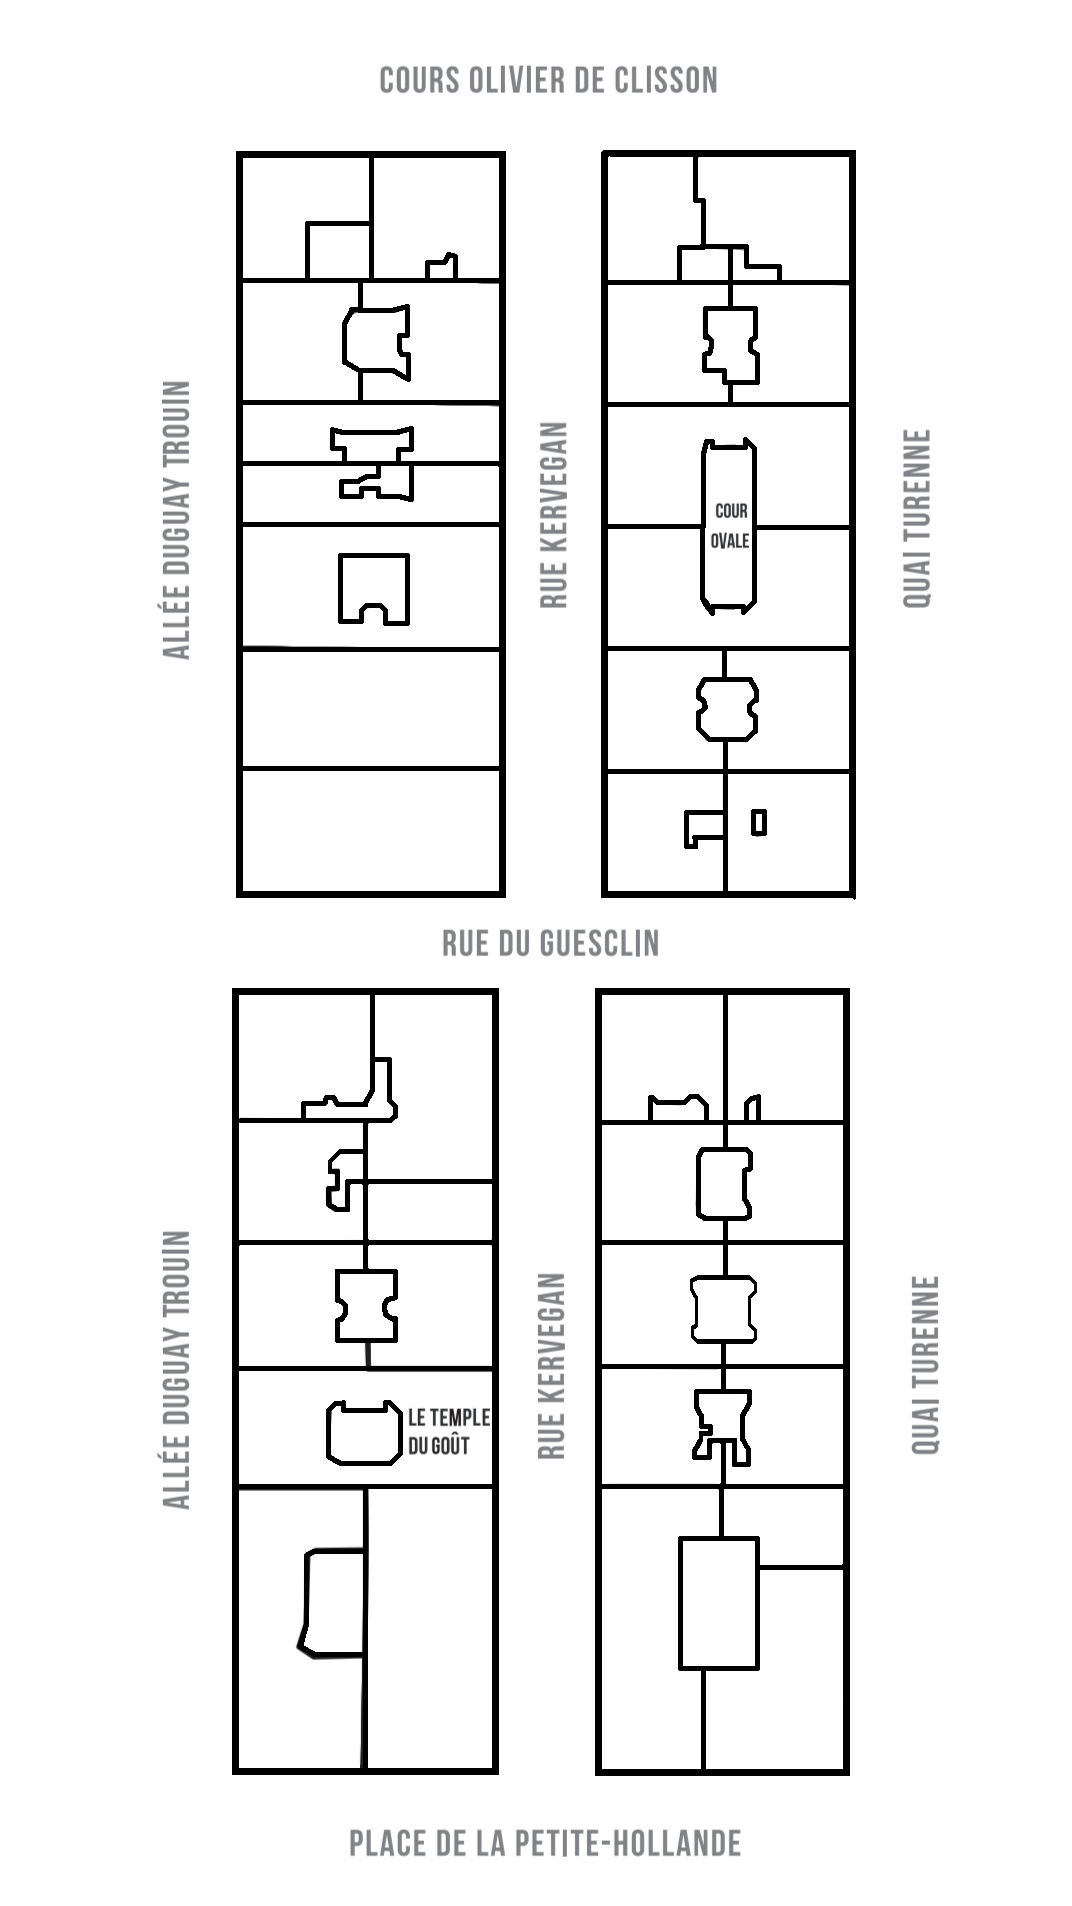 COURS OLIVIER DE CLISSON
ALLÉE DUGUAY TROUIN
RUE KERVEGAN
COUR
OVALE
QUAI TURENNE
RUE DU GUESCLIN
ALLÉE DUGUAY TROUIN
LE TEMPLE
DU GOÛT
RUE KERVEGAN
QUAI TURENNE
PLACE DE LA PETITE-HOLLANDE